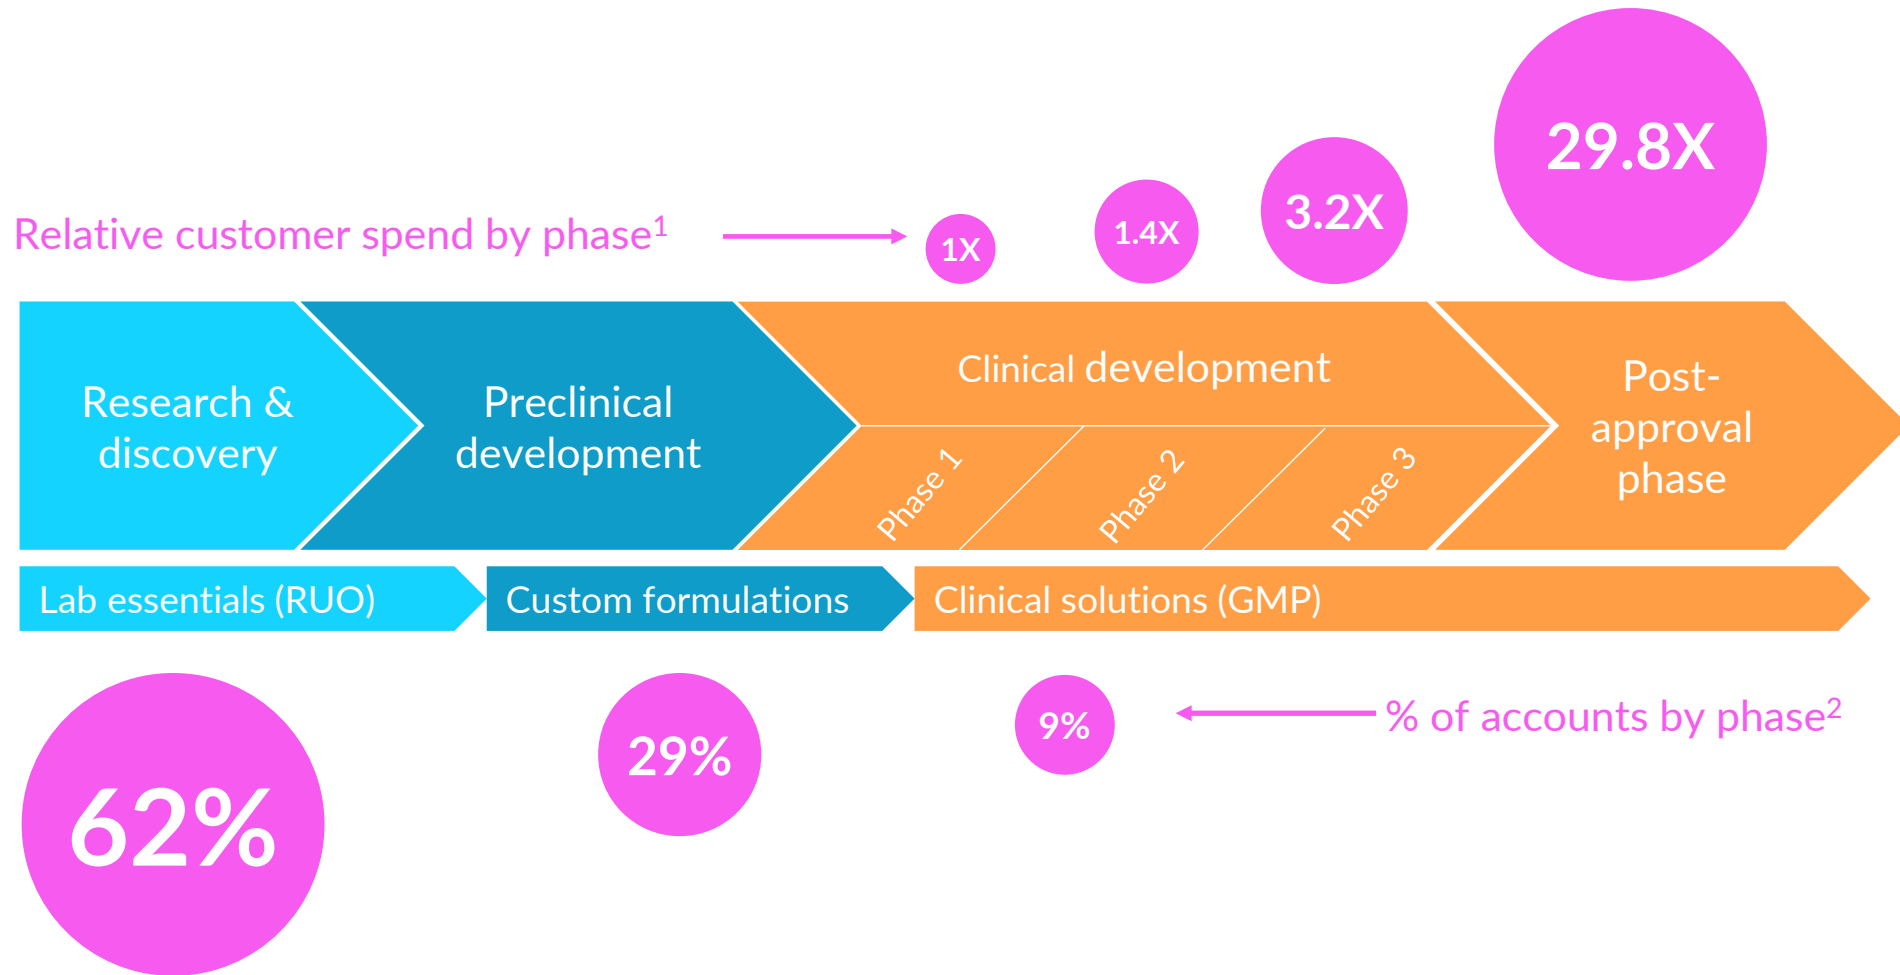 29.8X
3.2X
1.4X
1X
Relative customer spend by phase¹
Research &
discovery
Preclinical
development
Clinical development
Phase 1
Phase 2
Phase 3
Post-
approval
phase
Lab essentials (RUO)
Custom formulations
Clinical solutions (GMP)
62%
29%
9%
% of accounts by phase²